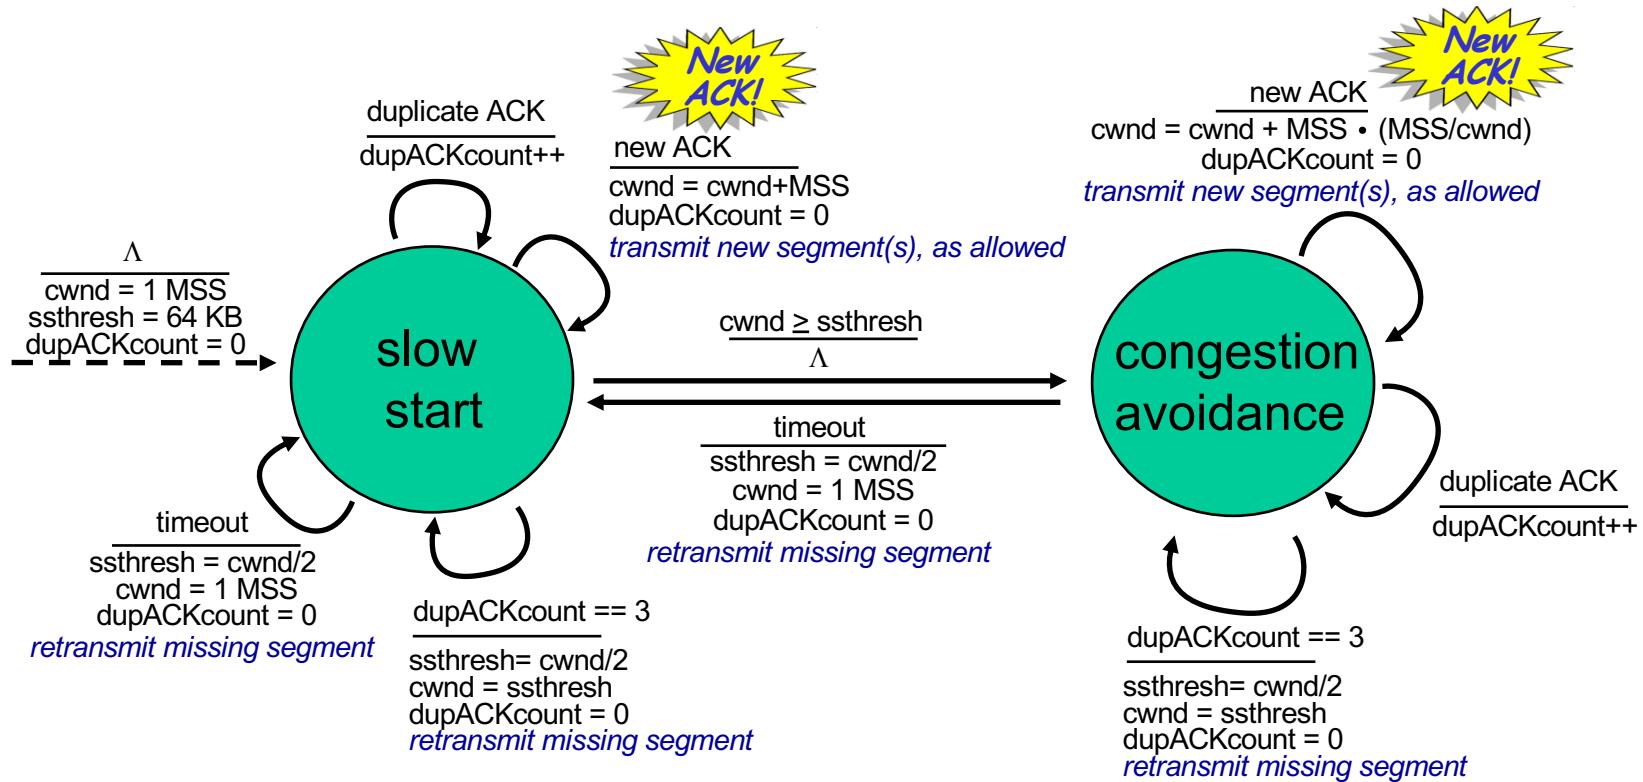 New
ACK!
duplicate ACK
dupACKcount++
new ACK
cwnd = cwnd+MSS
dupACKcount = 0
transmit new segment(s), as allowed
Λ
cwnd = 1 MSS
ssthresh = 64 KB
dupACKcount = 0
slow
start
timeout
ssthresh = cwnd/2
cwnd = 1 MSS
dupACKcount = 0
retransmit missing segment
dupACKcount == 3
ssthresh= cwnd/2
cwnd = ssthresh
dupACKcount = 0
retransmit missing segment
cwnd ≥ ssthresh
Λ
timeout
ssthresh = cwnd/2
cwnd = 1 MSS
dupACKcount = 0
retransmit missing segment
New
ACK!
new ACK
cwnd = cwnd + MSS • (MSS/cwnd)
dupACKcount = 0
transmit new segment(s), as allowed
congestion
avoidance
duplicate ACK
dupACKcount++
dupACKcount == 3
ssthresh= cwnd/2
cwnd = ssthresh
dupACKcount = 0
retransmit missing segment